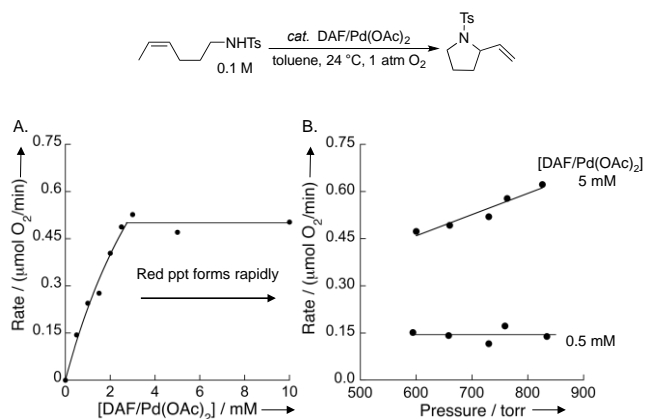 NHTs
0.1 M
cat. DAF/Pd(OAc)2
toluene, 24 °C, 1 atm O2
Ts
N
A.
Rate / (μmol O2/min)
0.75
0.6
0.45
0.3
0.15
0
Red ppt forms rapidly
0 2 4 6 8 10
[DAF/Pd(OAc)2] / mM
B.
Rate / (μmol O2/min)
0.75
0.60
0.45
0.30
0.15
0.0
[DAF/Pd(OAc)2]
5 mM
0.5 mM
500 600 700 800 900
Pressure / torr